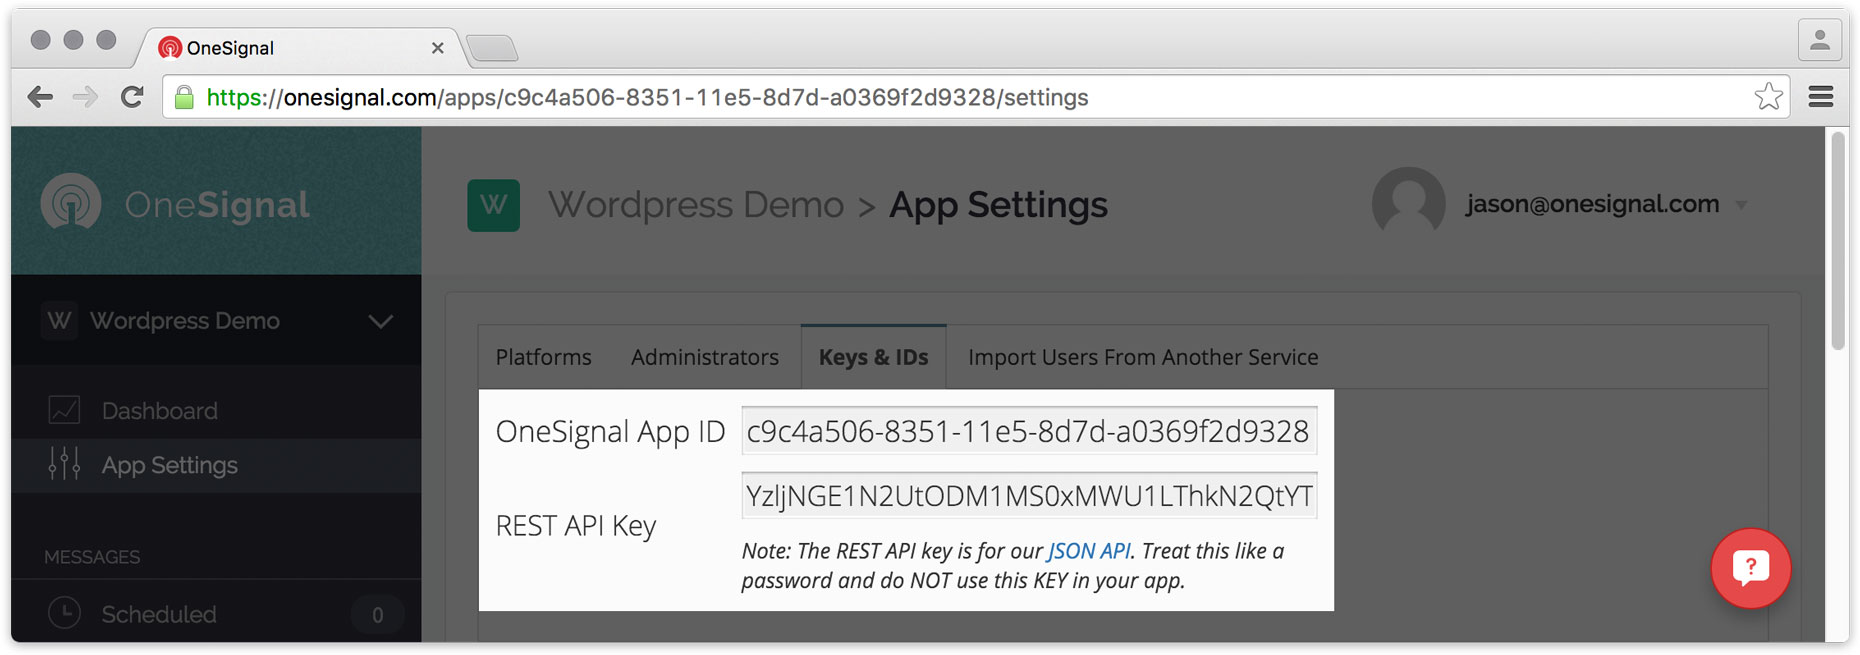 OneSignal
https://onesignal.com/apps/c9c4a506-8351-11e5-8d7d-a0369f2d9328/settings
OneSignal
W Wordpress Demo > App Settings
jason@onesignal.com
W Wordpress Demo
Dashboard
App Settings
MESSAGES
Scheduled 0
Platforms Administrators Keys & IDs Import Users From Another Service
OneSignal App ID c9c4a506-8351-11e5-8d7d-a0369f2d9328
REST API Key YzljNGE1N2UtODM1MS0xMWU1LThkN2QtYT
Note: The REST API key is for our JSON API. Treat this like a
password and do NOT use this KEY in your app.
?